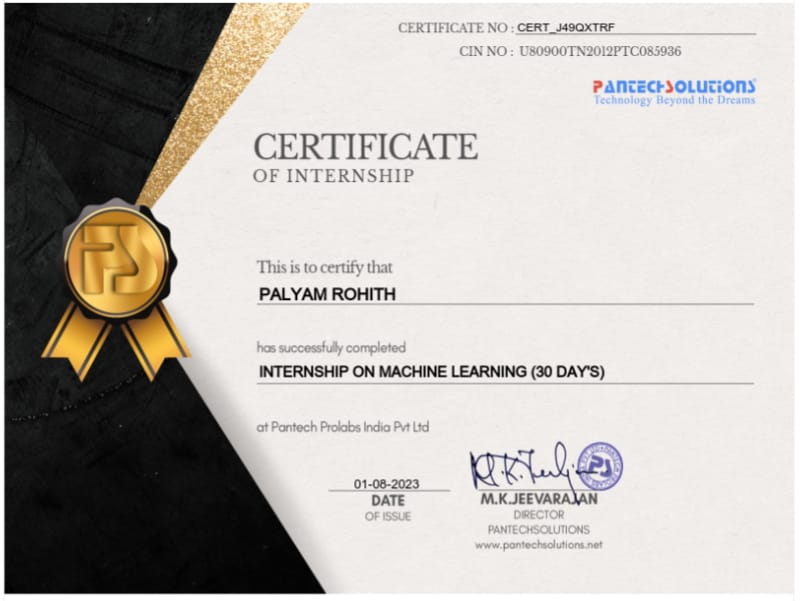 CERTIFICATE NO : CERT_J49QXTRF
CIN NO : U80900TN2012PTC085936
PANTECHSOLUTIONS
Technology Beyond the Dreams
CERTIFICATE
OF INTERNSHIP
PS
This is to certify that
PALYAM ROHITH
has successfully completed
INTERNSHIP ON MACHINE LEARNING (30 DAY'S)
at Pantech Prolabs India Pvt Ltd
01-08-2023
DATE
OF ISSUE
M.K.JEEVARAJAN
DIRECTOR
PANTECHSOLUTIONS
www.pantechsolutions.net